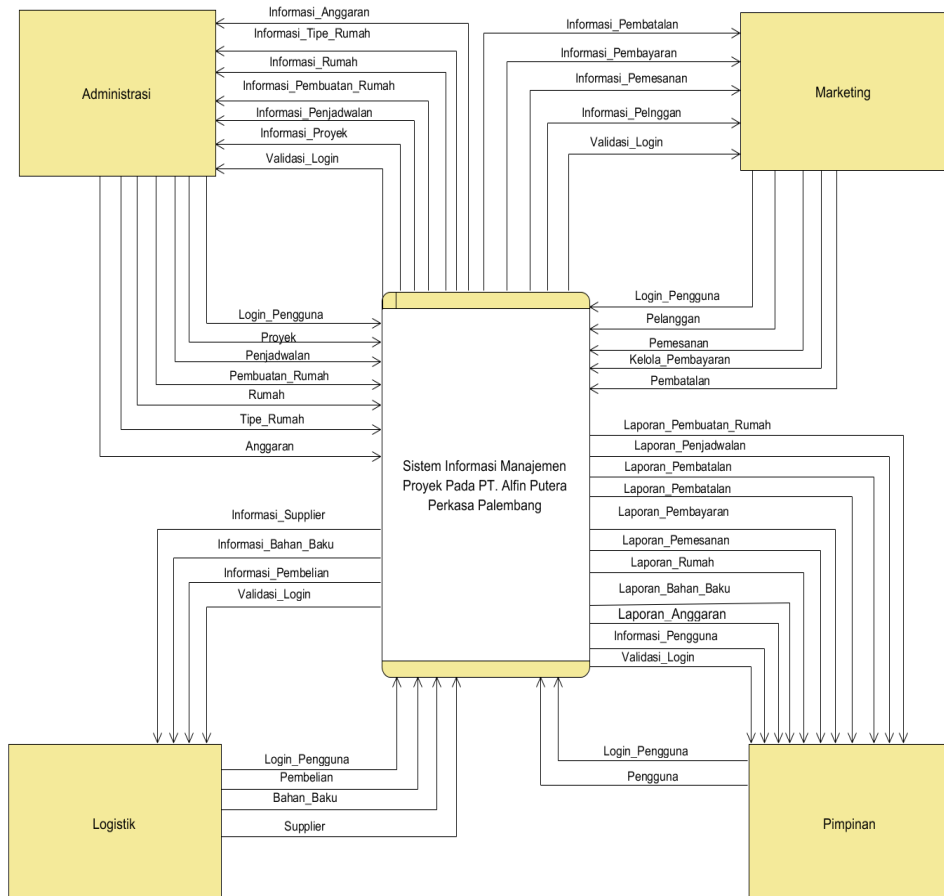 Informasi_Anggaran
Informasi_Tipe_Rumah
Informasi_Rumah
Informasi_Pembuatan_Rumah
Informasi_Penjadwalan
Informasi_Proyek
Validasi_Login
Administrasi
Informasi_Pembatalan
Informasi_Pembayaran
Informasi_Pemesanan
Informasi_Pelnggan
Validasi_Login
Marketing
Login_Pengguna
Proyek
Penjadwalan
Pembuatan_Rumah
Rumah
Tipe_Rumah
Anggaran
Login_Pengguna
Pelanggan
Pemesanan
Kelola_Pembayaran
Pembatalan
Sistem Informasi Manajemen
Proyek Pada PT. Alfin Putera
Perkasa Palembang
Laporan_Pembuatan_Rumah
Laporan_Penjadwalan
Laporan_Pembatalan
Laporan_Pembatalan
Laporan_Pembayaran
Laporan_Pemesanan
Laporan_Rumah
Laporan_Bahan_Baku
Laporan_Anggaran
Informasi_Pengguna
Validasi_Login
Informasi_Supplier
Informasi_Bahan_Baku
Informasi_Pembelian
Validasi_Login
Logistik
Login_Pengguna
Pembelian
Bahan_Baku
Supplier
Login_Pengguna
Pengguna
Pimpinan